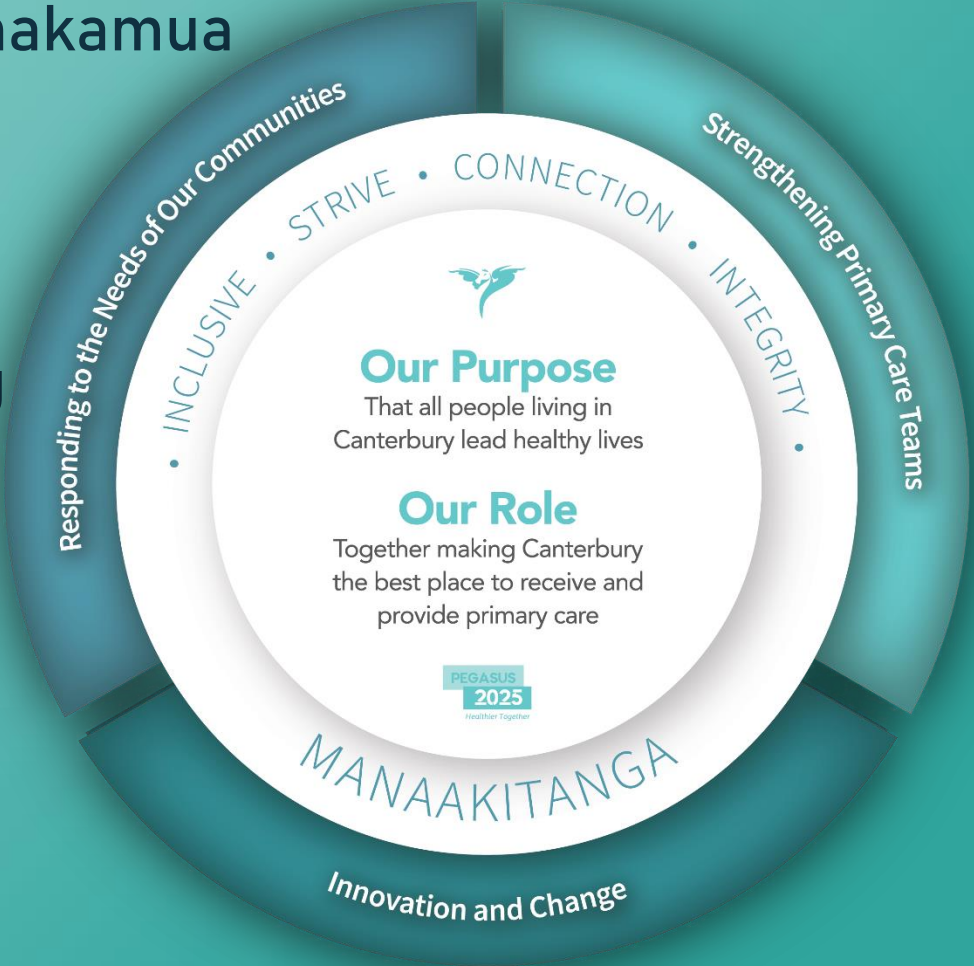 Responding to the Needs of Our Communities
Strengthening Primary Care Teams
• INCLUSIVE • STRIVE • CONNECTION • INTEGRITY •
Our Purpose
That all people living in
Canterbury lead healthy lives
Our Role
Together making Canterbury
the best place to receive and
provide primary care
PEGASUS
2025
Healthier Together
MANAAKITANGA
Innovation and Change